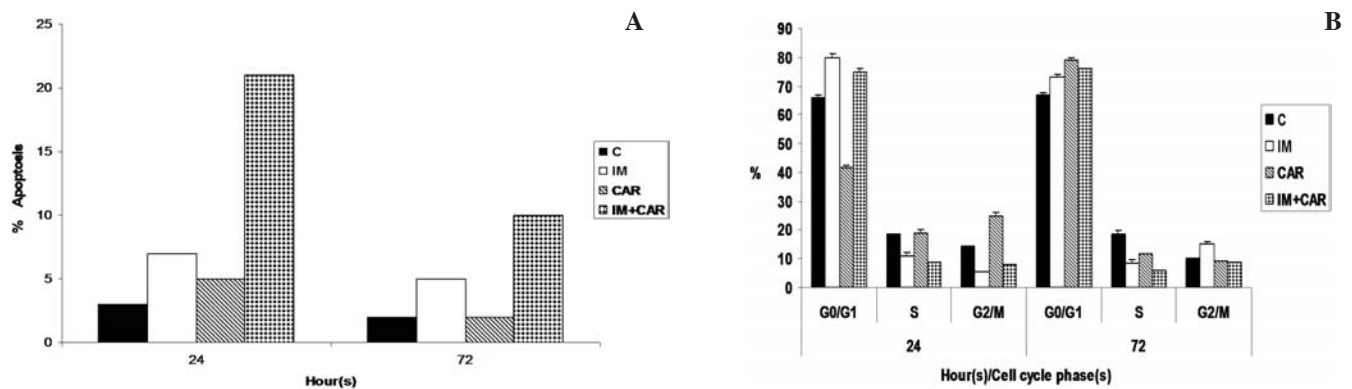 A
25
20
15
10
5
0
% Apoptosis
24 72
Hour(s)
C
IM
CAR
IM+CAR
B
90
80
70
60
50
40
30
20
10
0
%
G0/G1 S G2/M G0/G1 S G2/M
24 72
Hour(s)/Cell cycle phase(s)
C
IM
CAR
IM+CAR